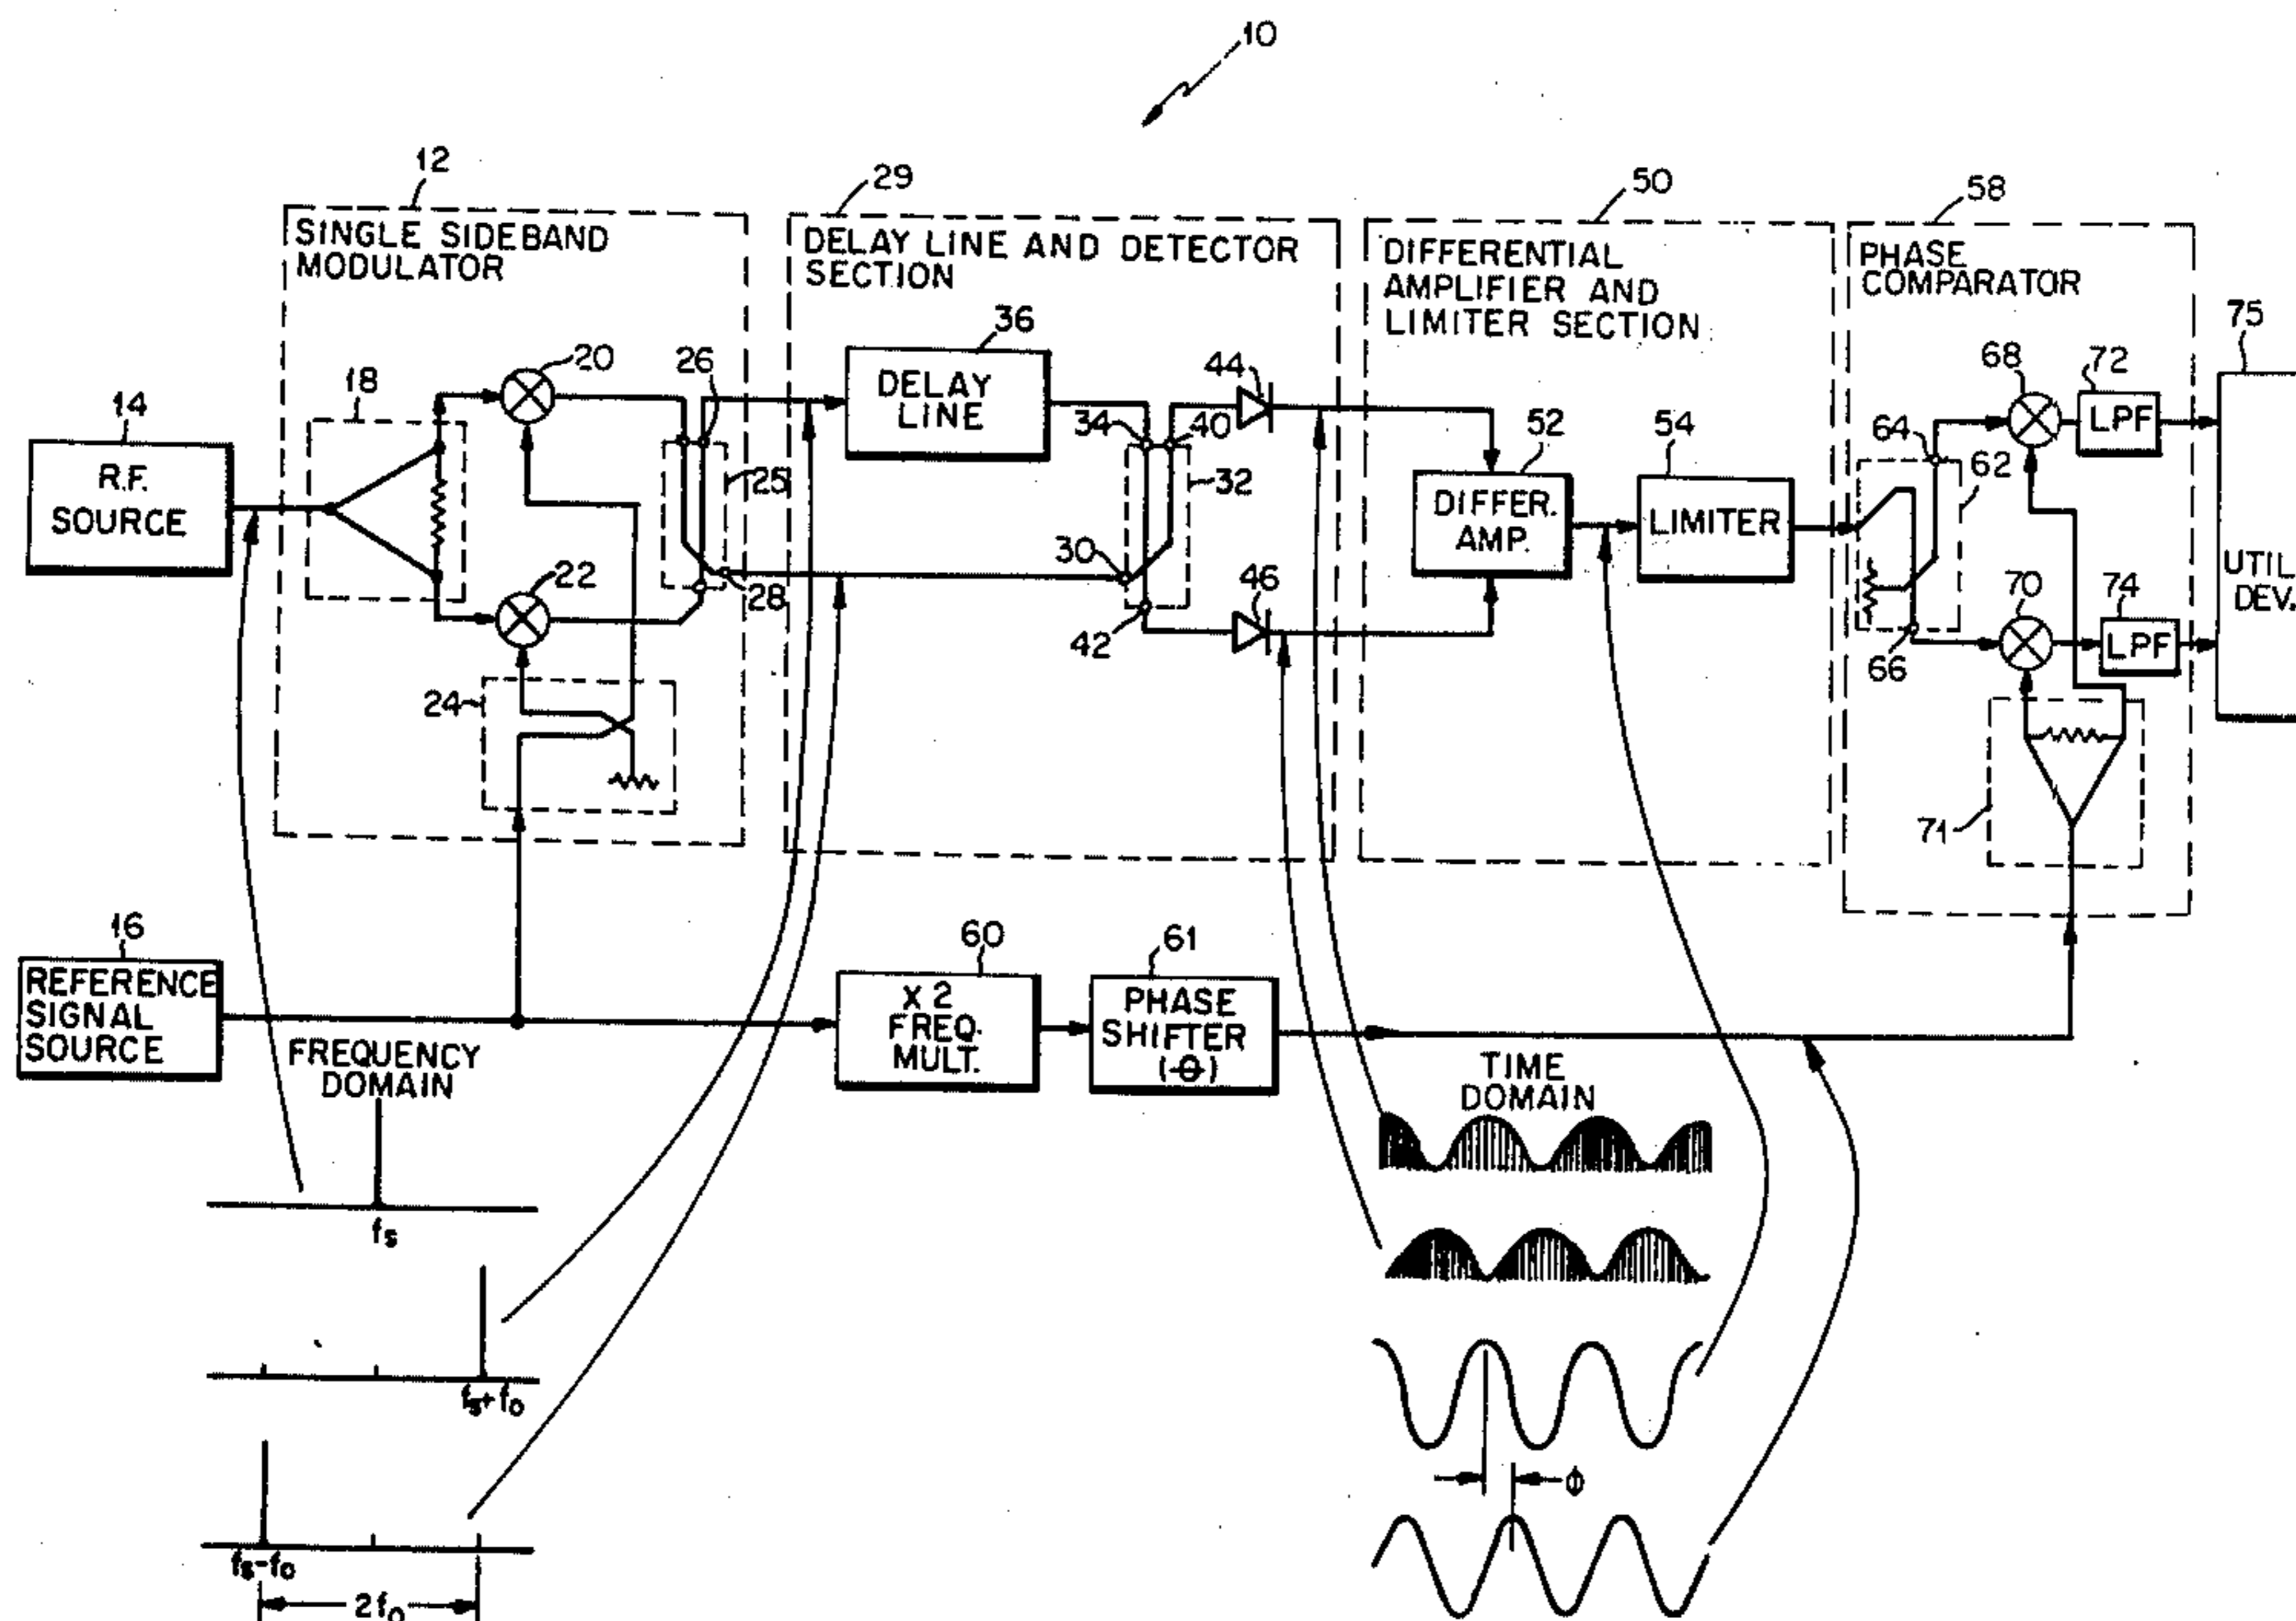 10
12
SINGLE SIDEBAND
MODULATOR
29
DELAY LINE AND DETECTOR
SECTION
50
DIFFERENTIAL
AMPLIFIER AND
LIMITER SECTION
58
PHASE
COMPARATOR
14
R.F.
SOURCE
18
20
22
24
25
26
28
36
DELAY
LINE
34
40
32
30
42
44
46
52
DIFFER.
AMP.
54
LIMITER
64
62
66
68
70
72
LPF
74
LPF
71
75
UTIL
DEV.
16
REFERENCE
SIGNAL
SOURCE
60
X 2
FREQ.
MULT.
61
PHASE
SHIFTER
(-θ)
FREQUENCY
DOMAIN
fs
fs+fo
fs-fo
2fo
TIME
DOMAIN
ϕ